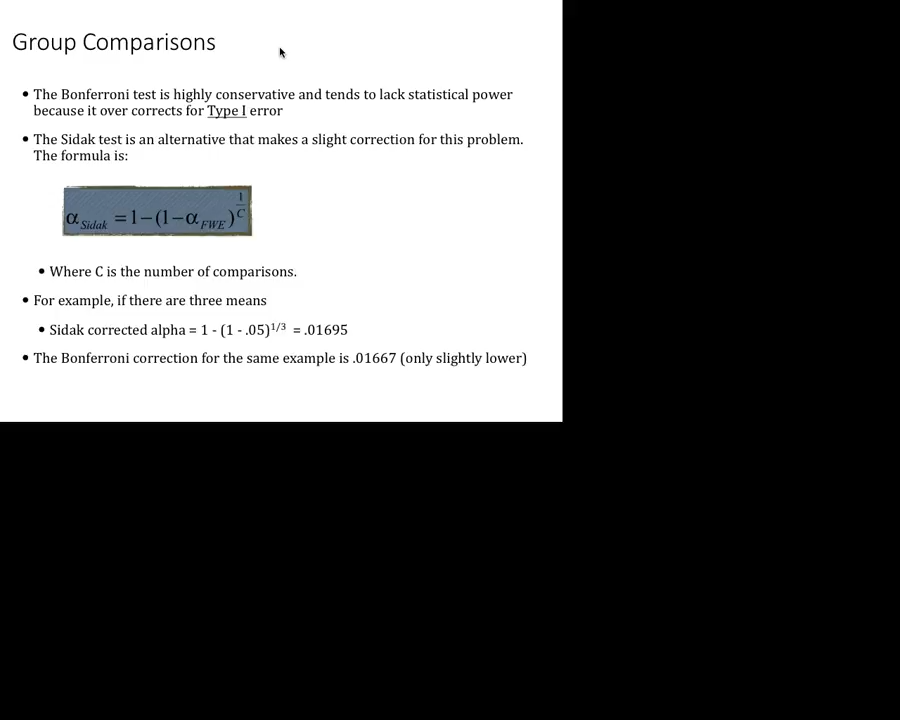 Group Comparisons
• The Bonferroni test is highly conservative and tends to lack statistical power
because it over corrects for Type I error
• The Sidak test is an alternative that makes a slight correction for this problem.
The formula is:
α_Sidak = 1−(1−α_FWE)^(1/C)
• Where C is the number of comparisons.
• For example, if there are three means
• Sidak corrected alpha = 1 - (1 - .05)^1/3 = .01695
• The Bonferroni correction for the same example is .01667 (only slightly lower)